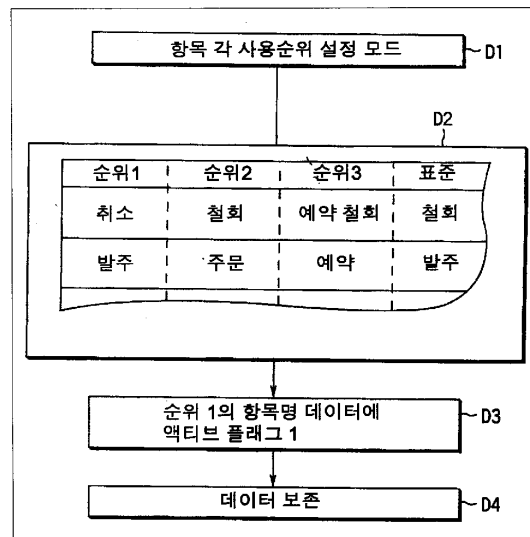 항목 각 사용순위 설정 모드
D1
D2
순위1 순위2 순위3 표준
취소 철회 예약 철회 철회
발주 주문 예약 발주
순위 1의 항목명 데이터에
액티브 플래그 1
D3
데이터 보존
D4